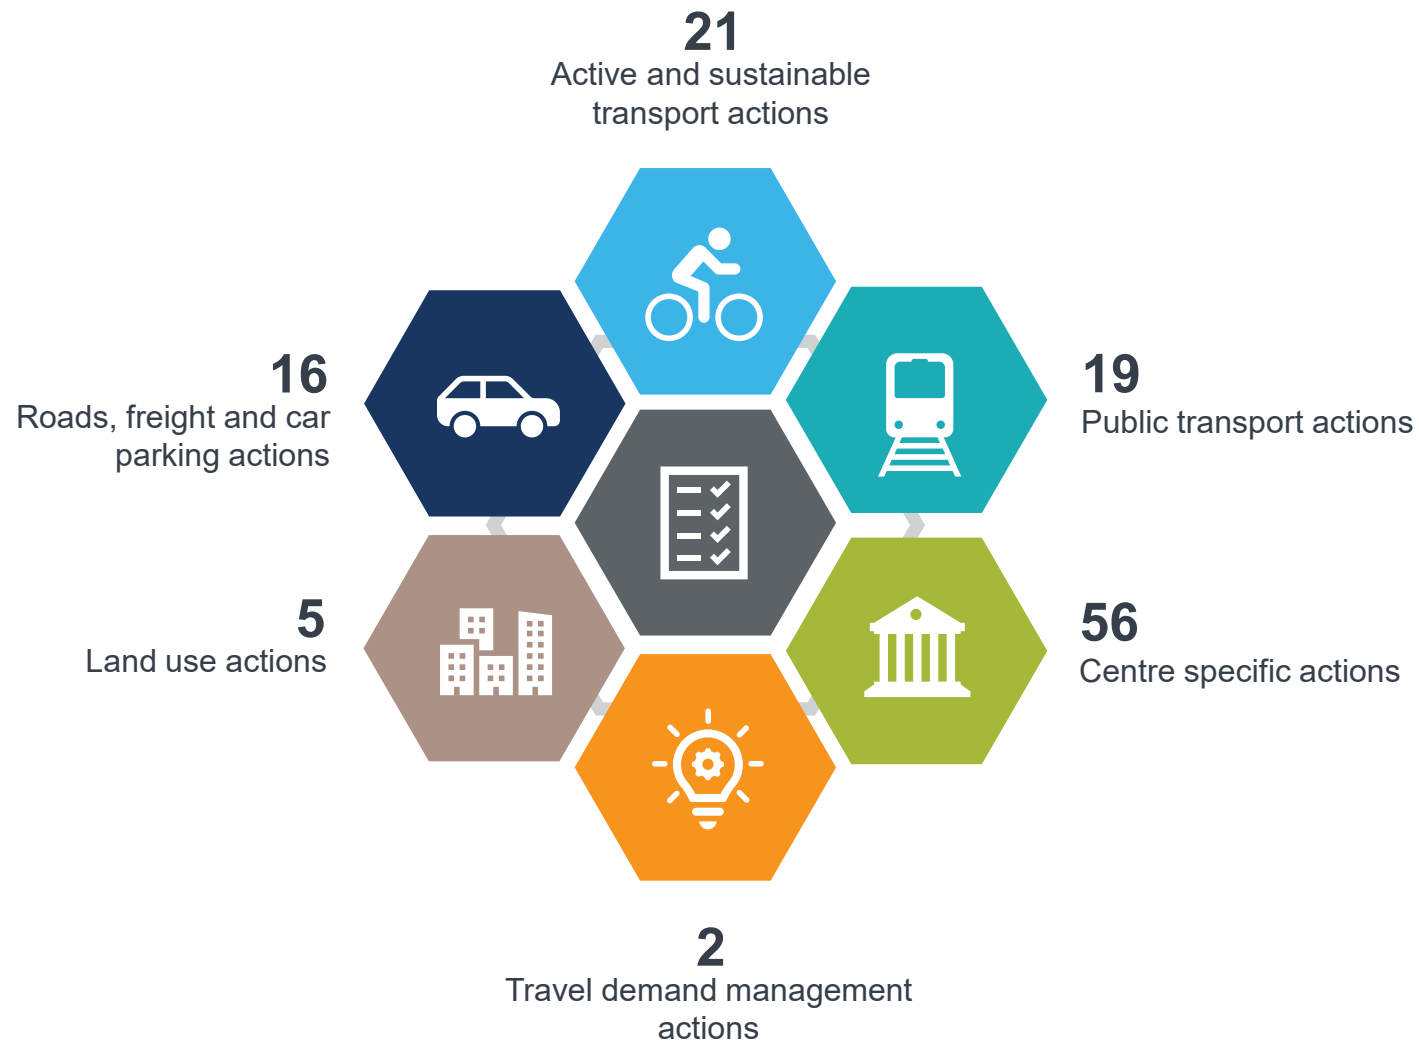 21
Active and sustainable
transport actions
16
Roads, freight and car
parking actions
19
Public transport actions
5
Land use actions
56
Centre specific actions
2
Travel demand management
actions